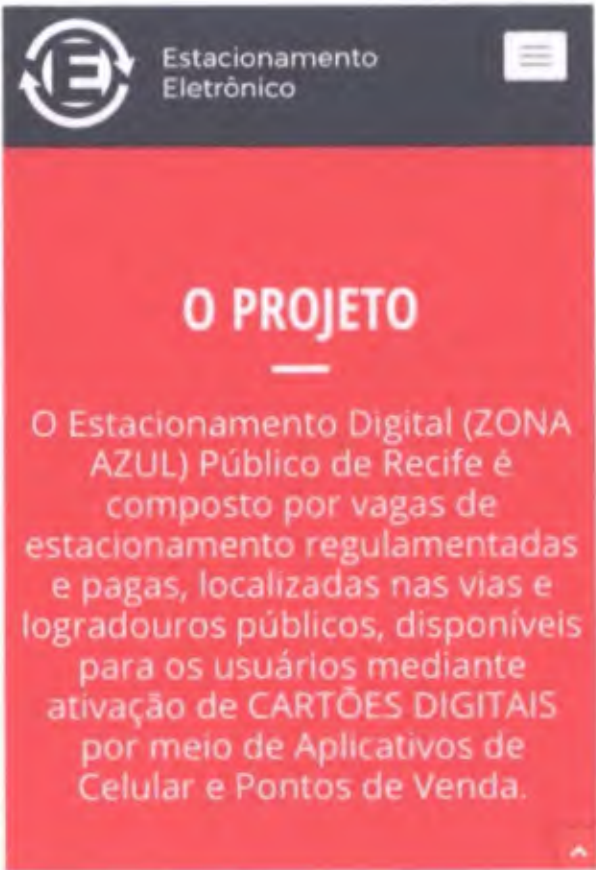 E
Estacionamento
Eletrônico
O PROJETO
O Estacionamento Digital (ZONA
AZUL) Público de Recife é
composto por vagas de
estacionamento regulamentadas
e pagas, localizadas nas vias e
logradouros públicos, disponíveis
para os usuários mediante
ativação de CARTÕES DIGITAIS
por meio de Aplicativos de
Celular e Pontos de Venda.